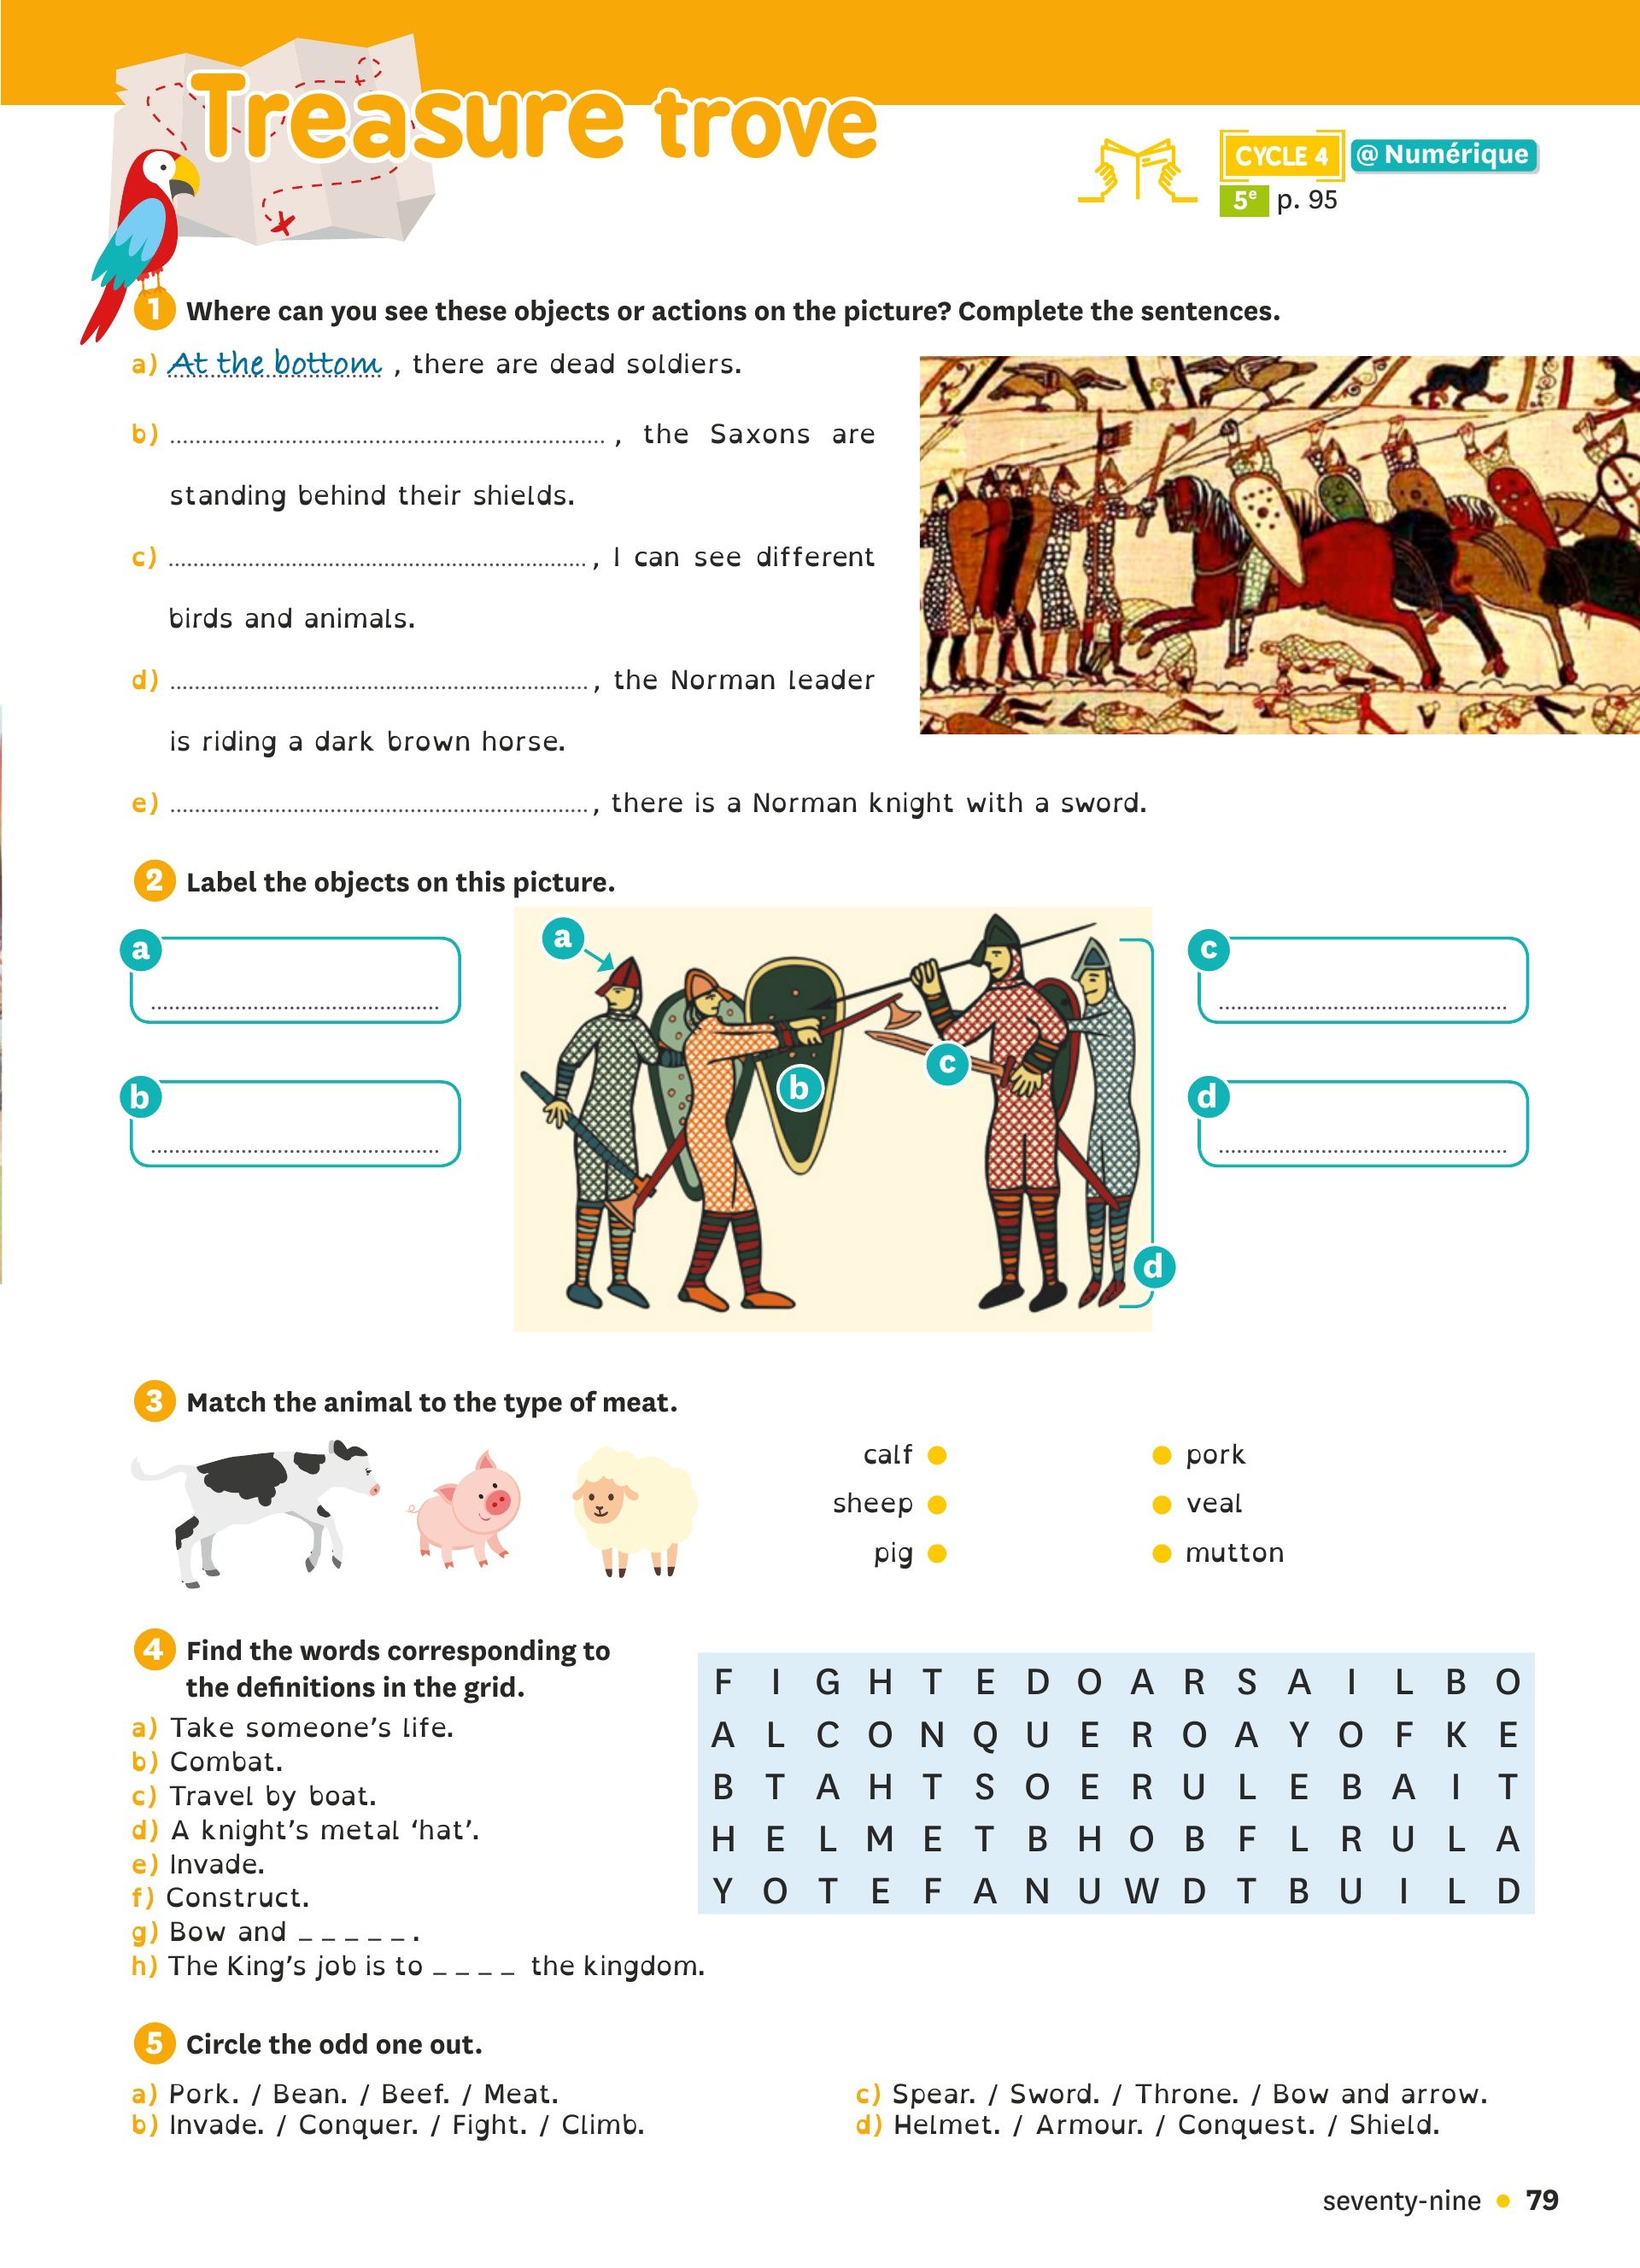 Treasure trove
CYCLE 4 @ Numérique
5e p. 95
1 Where can you see these objects or actions on the picture? Complete the sentences.
a) At the bottom , there are dead soldiers.
b) ........................................ , the Saxons are
standing behind their shields.
c) ........................................ , I can see different
birds and animals.
d) ........................................ , the Norman leader
is riding a dark brown horse.
e) ........................................ , there is a Norman knight with a sword.
2 Label the objects on this picture.
a
b
a
b
c
d
c
d
3 Match the animal to the type of meat.
calf • • pork
sheep • • veal
pig • • mutton
4 Find the words corresponding to
the definitions in the grid.
a) Take someone’s life.
b) Combat.
c) Travel by boat.
d) A knight’s metal ‘hat’.
e) Invade.
f) Construct.
g) Bow and _ _ _ _ _ .
h) The King’s job is to _ _ _ _ the kingdom.
F I G H T E D O A R S A I L B O
A L C O N Q U E R O A Y O F K E
B T A H T S O E R U L E B A I T
H E L M E T B H O B F L R U L A
Y O T E F A N U W D T B U I L D
5 Circle the odd one out.
a) Pork. / Bean. / Beef. / Meat.
b) Invade. / Conquer. / Fight. / Climb.
c) Spear. / Sword. / Throne. / Bow and arrow.
d) Helmet. / Armour. / Conquest. / Shield.
seventy-nine • 79